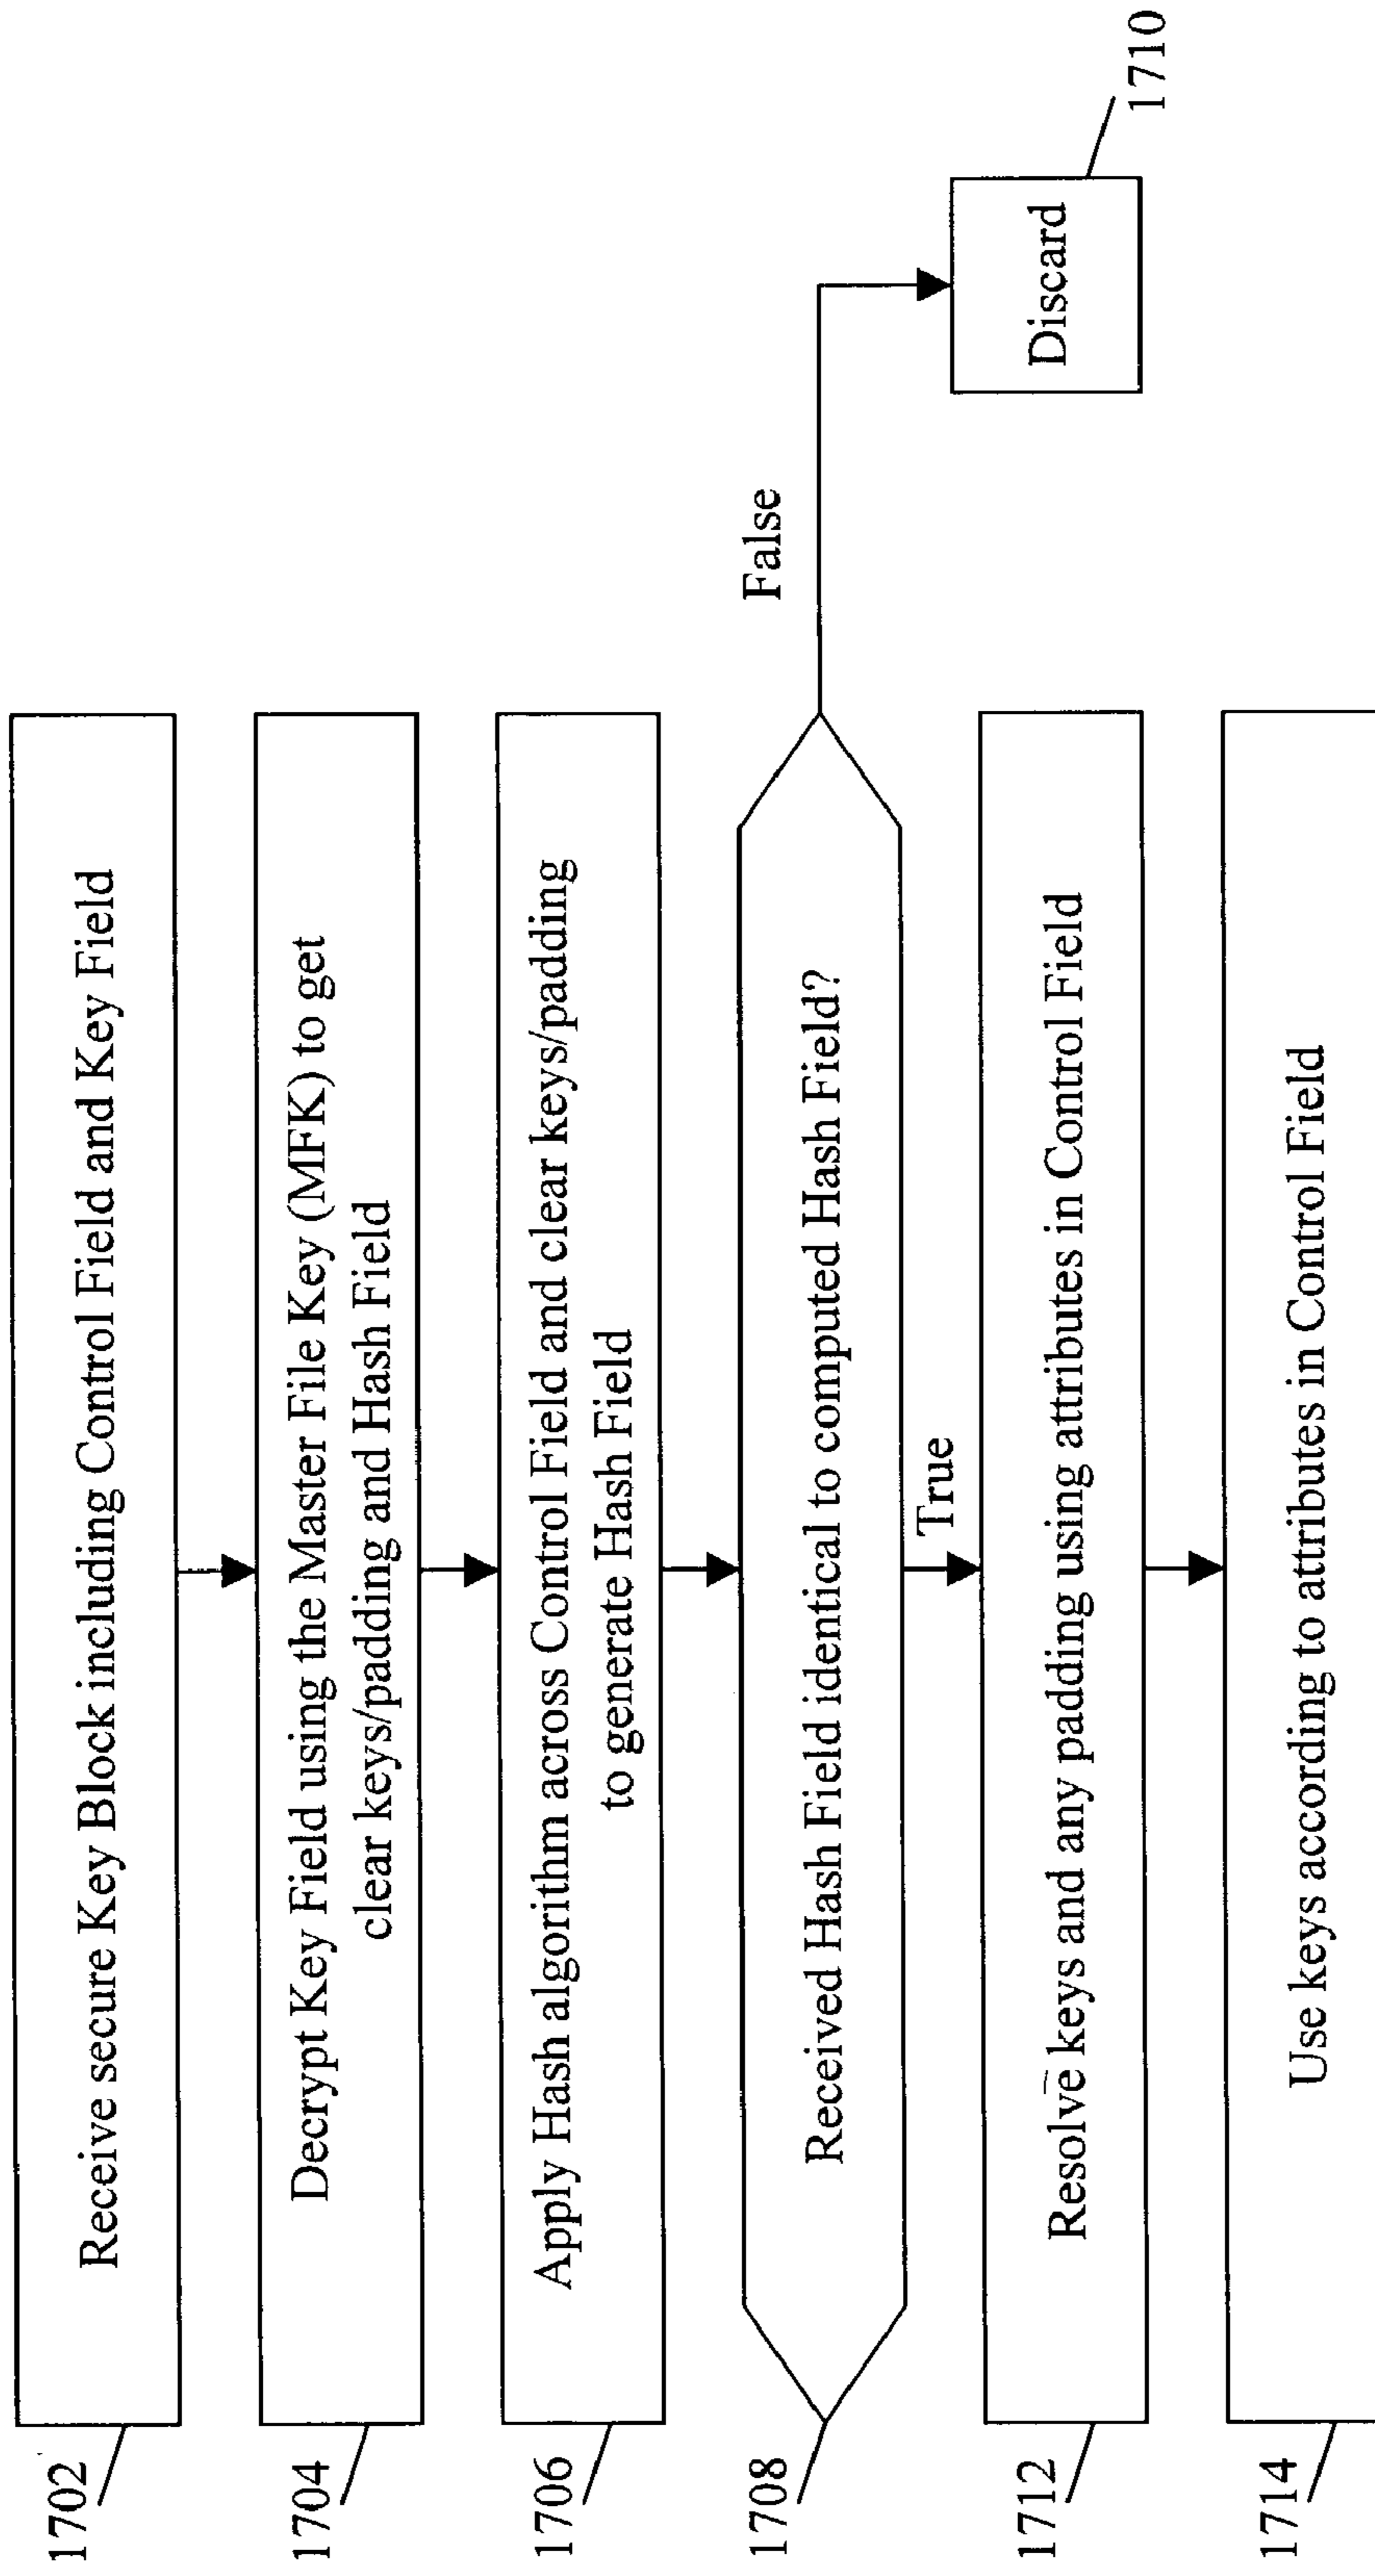 1702
Receive secure Key Block including Control Field and Key Field
1704
Decrypt Key Field using the Master File Key (MFK) to get
clear keys/padding and Hash Field
1706
Apply Hash algorithm across Control Field and clear keys/padding
to generate Hash Field
1708
Received Hash Field identical to computed Hash Field?
False
Discard
1710
True
1712
Resolve keys and any padding using attributes in Control Field
1714
Use keys according to attributes in Control Field